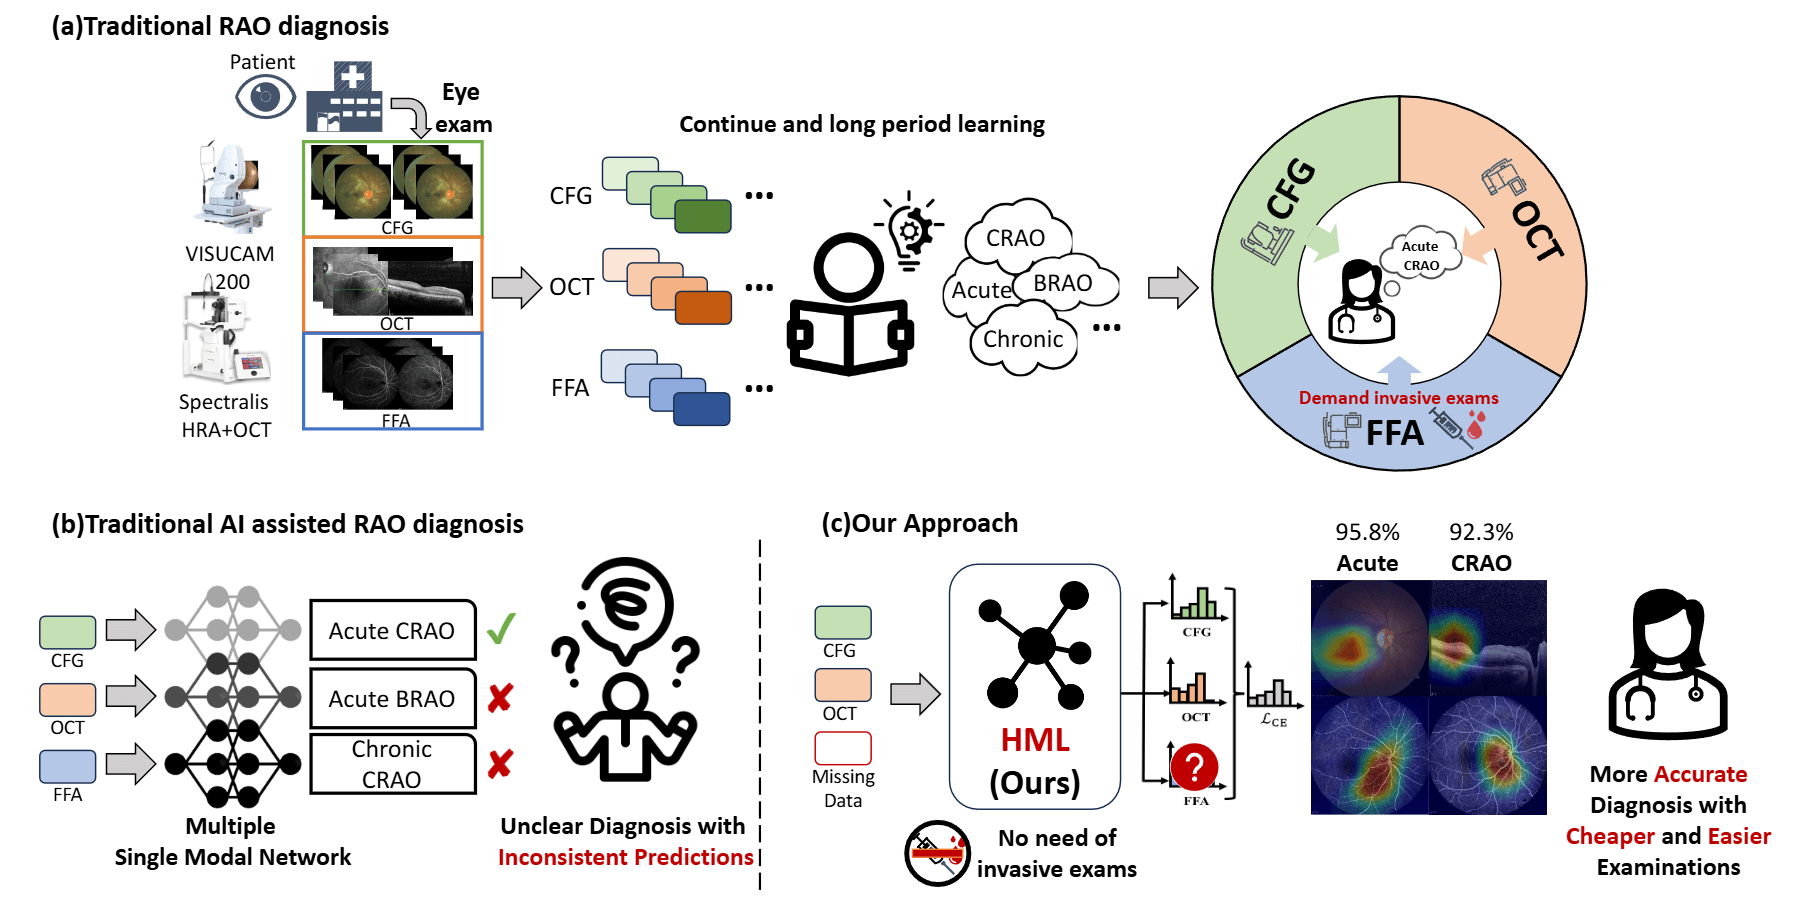 (a)Traditional RAO diagnosis
Patient
Eye
exam
VISUCAM
200
Spectralis
HRA+OCT
CFG
OCT
FFA
Continue and long period learning
CFG
...
OCT
...
FFA
...
CRAO
Acute
BRAO
Chronic
...
CFG
OCT
Acute
CRAO
Demand invasive exams
FFA
(b)Traditional AI assisted RAO diagnosis
CFG
OCT
FFA
Acute CRAO
Acute BRAO
Chronic
CRAO
Multiple
Single Modal Network
? ?
Unclear Diagnosis with
Inconsistent Predictions
(c)Our Approach
CFG
OCT
Missing
Data
HML
(Ours)
No need of
invasive exams
CFG
OCT
?
FFA
ℒCE
95.8%
Acute
92.3%
CRAO
More Accurate
Diagnosis with
Cheaper and Easier
Examinations